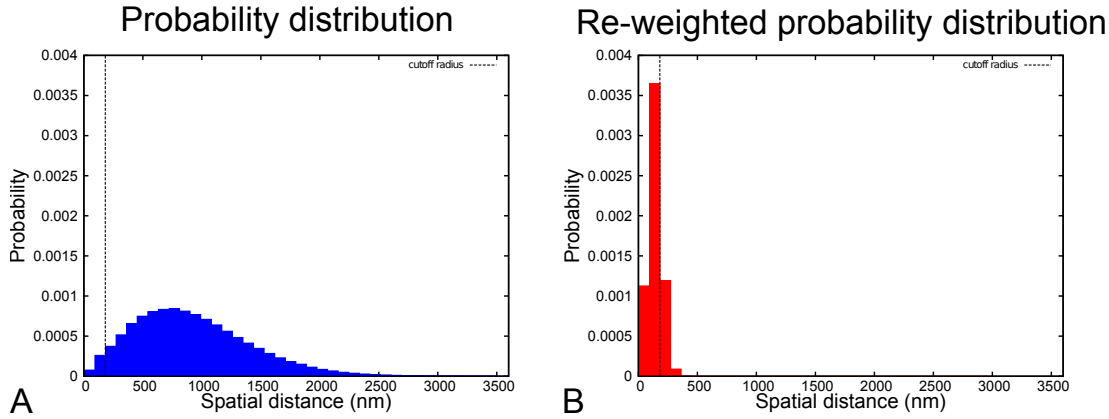 Probability distribution
Re-weighted probability distribution
0.004
0.0035
0.003
0.0025
0.002
0.0015
0.001
0.0005
0
Probability
cutoff radius
0 500 1000 1500 2000 2500 3000 3500
Spatial distance (nm)
A
0.004
0.0035
0.003
0.0025
0.002
0.0015
0.001
0.0005
0
Probability
cutoff radius
0 500 1000 1500 2000 2500 3000 3500
Spatial distance (nm)
B